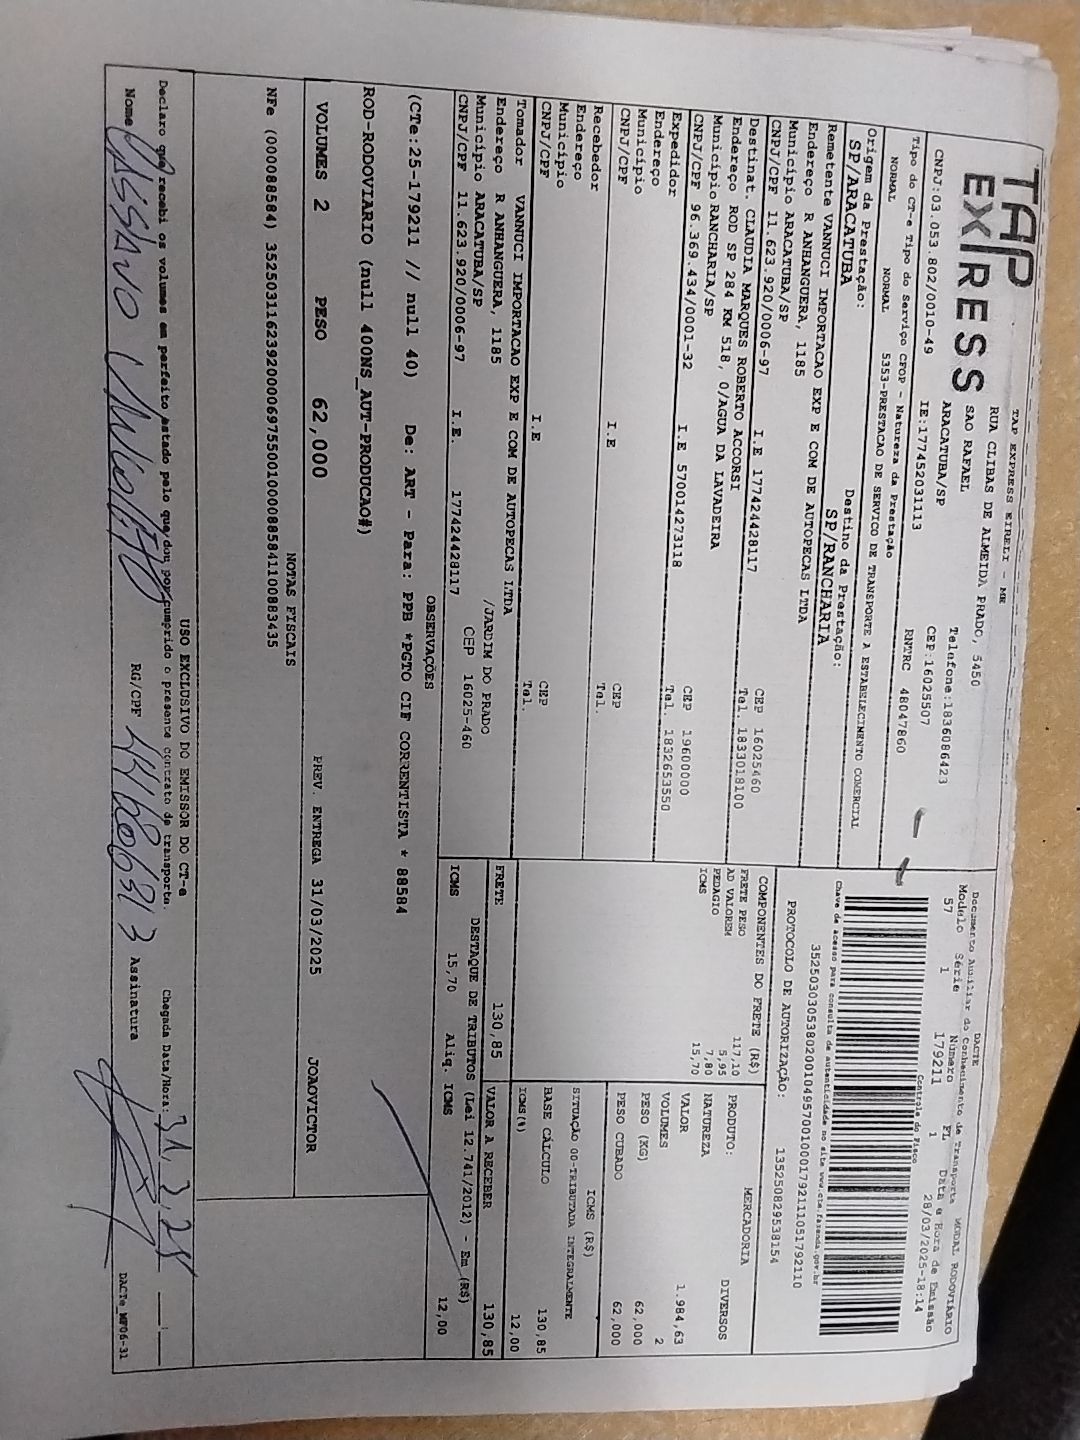 TAP
EXPRESS
TAP EXPRESS EIRELI - ME
RUA CLIBAS DE ALMEIDA PRADO, 5450
SAO RAFAEL
Telefone:1836086423
ARACATUBA/SP
CEP:16025507
CNPJ:03.053.802/0010-49
IE:177452031113
RNTRC 48047860
Tipo do CT-e Tipo do Serviço CFOP - Natureza da Prestação
NORMAL NORMAL 5353-PRESTACAO DE SERVICO DE TRANSPORTE A ESTABELECIMENTO COMERCIAL
Origem da Prestação: Destino da Prestação:
SP/ARACATUBA SP/RANCHARIA
Remetente VANNUCI IMPORTACAO EXP E COM DE AUTOPECAS LTDA
Endereço R ANHANGUERA, 1185
Município ARACATUBA/SP CEP 16025460
CNPJ/CPF 11.623.920/0006-97 I.E 177424428117 Tel. 1833018100
Destinat. CLAUDIA MARQUES ROBERTO ACCORSI
Endereço ROD SP 284 KM 518, 0/AGUA DA LAVADEIRA
Município RANCHARIA/SP CEP 19600000
CNPJ/CPF 96.369.434/0001-32 I.E 570014273118 Tel. 1832653550
Expedidor
Endereço
Município CEP
CNPJ/CPF I.E Tel.
Recebedor
Endereço
Município CEP
CNPJ/CPF I.E Tel.
Tomador VANNUCI IMPORTACAO EXP E COM DE AUTOPECAS LTDA
Endereço R ANHANGUERA, 1185 /JARDIM DO PRADO
Município ARACATUBA/SP CEP 16025-460
CNPJ/CPF 11.623.920/0006-97 I.E. 177424428117
DACTE
Documento Auxiliar do Conhecimento de Transporte MODAL RODOVIÁRIO
Modelo Série Número FL Data e Hora de Emissão
57 1 179211 1 28/03/2025-18:14
Controle do Fisco
Chave de acesso para consulta de autenticidade no site www.cte.fazenda.gov.br
35250303053802001049570010001792111051792110
PROTOCOLO DE AUTORIZAÇÃO: 135250829538154
COMPONENTES DO FRETE (R$)
FRETE PESO 117,10
AD VALOREM 5,95
PEDAGIO 7,80
ICMS 15,70
PRODUTO: MERCADORIA
NATUREZA DIVERSOS
VALOR 1.984,63
VOLUMES 2
PESO (KG) 62,000
PESO CUBADO 62,000
ICMS (R$)
SITUAÇÃO 00-TRIBUTADA INTEGRALMENTE
BASE CÁLCULO 130,85
ICMS(%) 12,00
FRETE 130,85 VALOR A RECEBER 130,85
DESTAQUE DE TRIBUTOS (Lei 12.741/2012) - Em (R$)
ICMS 15,70 Aliq. ICMS 12,00
OBSERVAÇÕES
(CTe:25-179211 // null 40) De: ART - Para: PPB *PGTO CIF CORRENTISTA * 88584
ROD-RODOVIARIO (null 400NS_AUT-PRODUCAO#)
VOLUMES 2 PESO 62,000 PREV. ENTREGA 31/03/2025 JOAOVICTOR
NOTAS FISCAIS
NFe (000088584) 35250311623920000697550010000885841100883435
USO EXCLUSIVO DO EMISSOR DO CT-e
Declaro que recebi os volumes em perfeito estado pelo que dou por cumprido o presente contrato de transporte. Chegada Data/Hora: 31,3,25
Nome RG/CPF Assinatura
DACTe_MF06-31